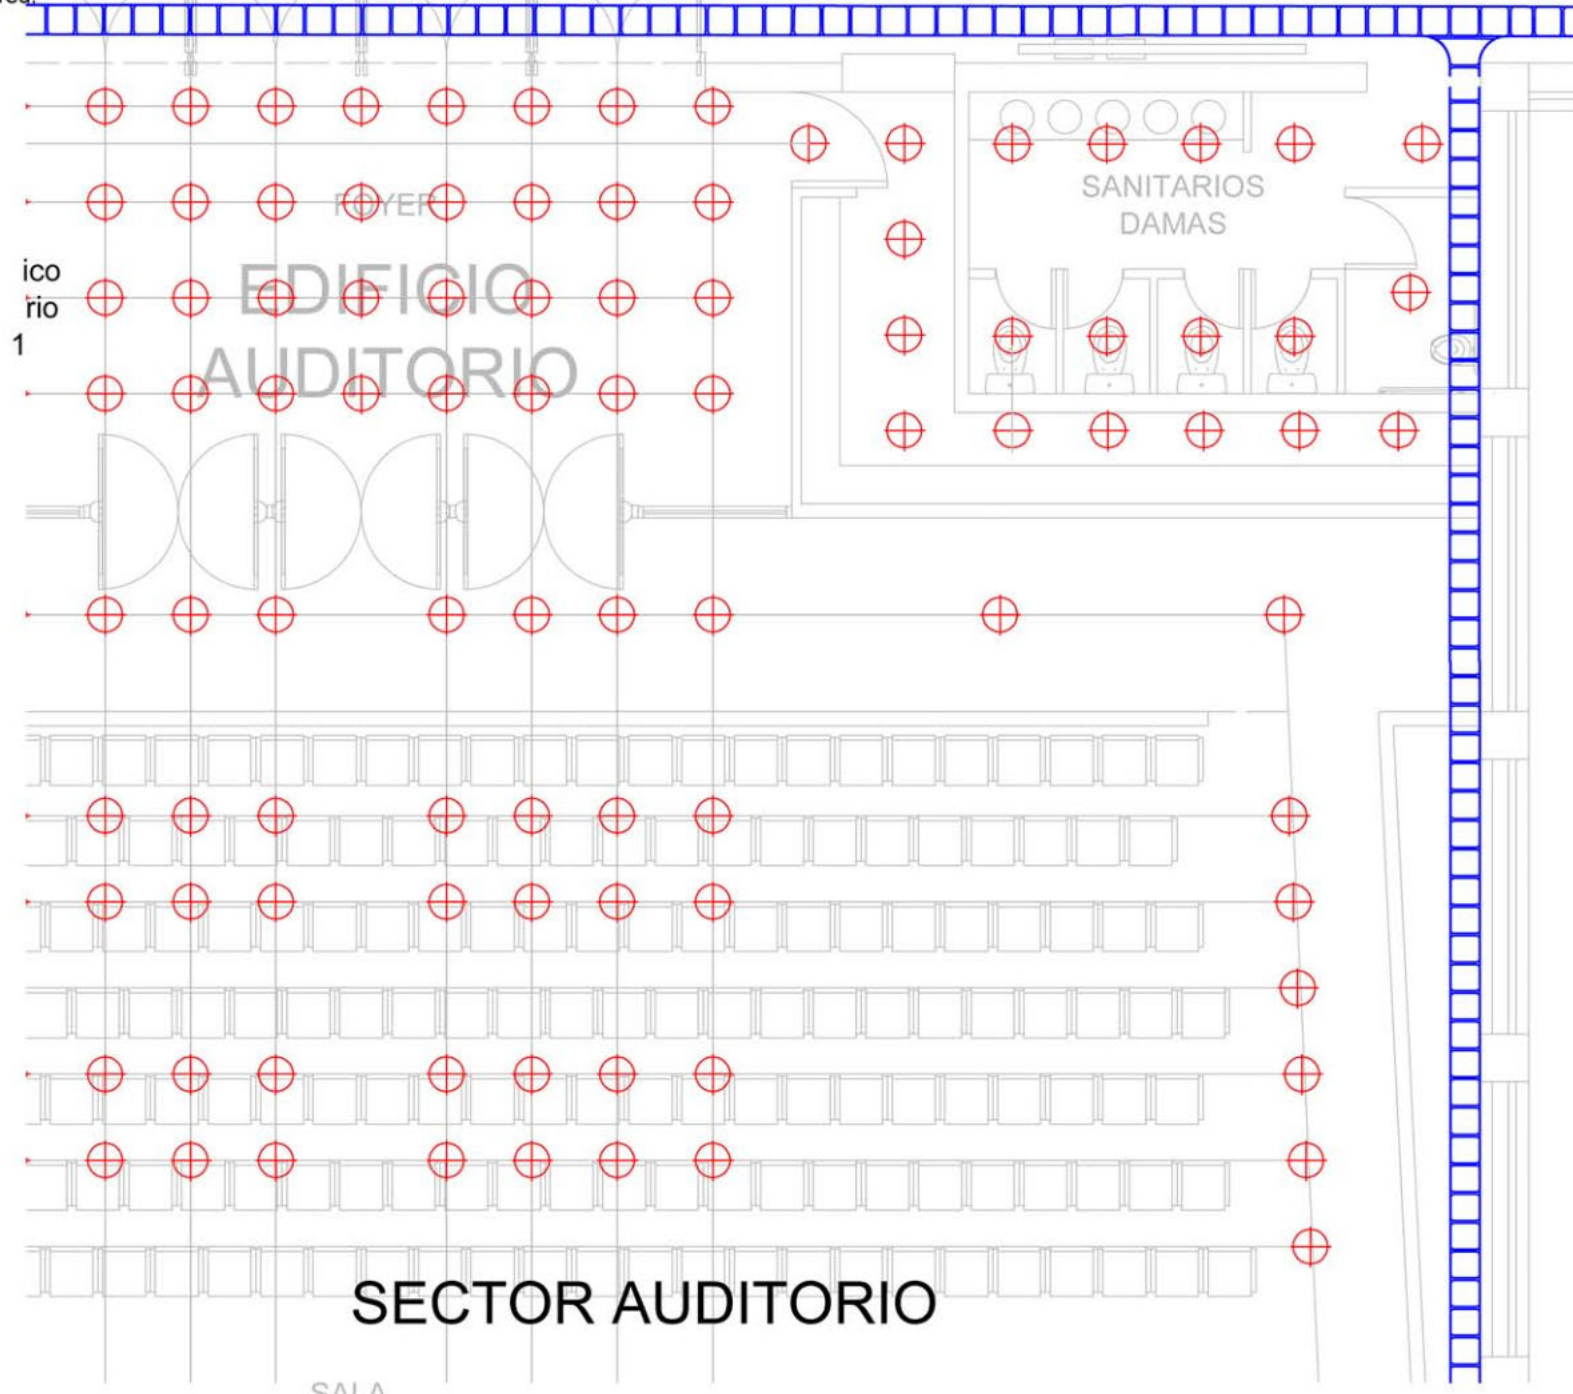 SANITARIOS
DAMAS
FOYER
ico
rio
1
EDIFICIO
AUDITORIO
SECTOR AUDITORIO
SALA